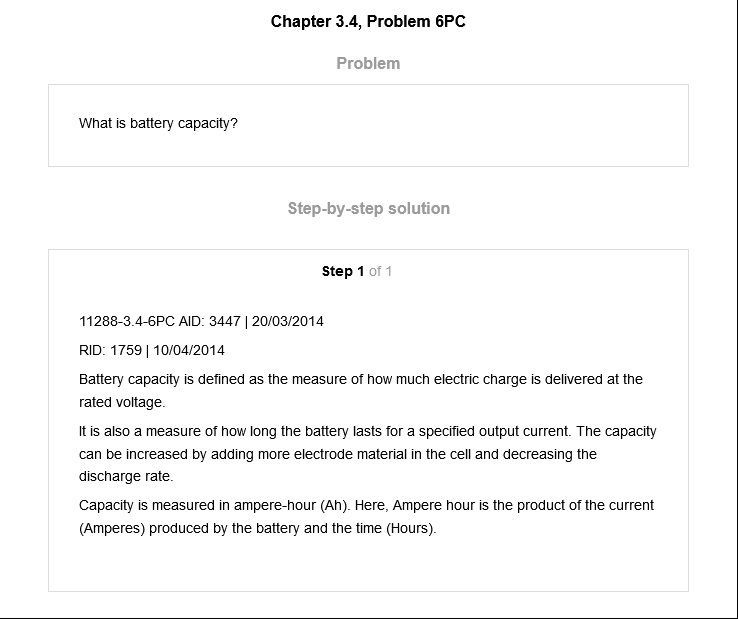 Chapter 3.4, Problem 6PC
Problem
What is battery capacity?
Step-by-step solution
Step 1 of 1
11288-3.4-6PC AID: 3447 | 20/03/2014
RID: 1759 | 10/04/2014
Battery capacity is defined as the measure of how much electric charge is delivered at the
rated voltage.
It is also a measure of how long the battery lasts for a specified output current. The capacity
can be increased by adding more electrode material in the cell and decreasing the
discharge rate.
Capacity is measured in ampere-hour (Ah). Here, Ampere hour is the product of the current
(Amperes) produced by the battery and the time (Hours).